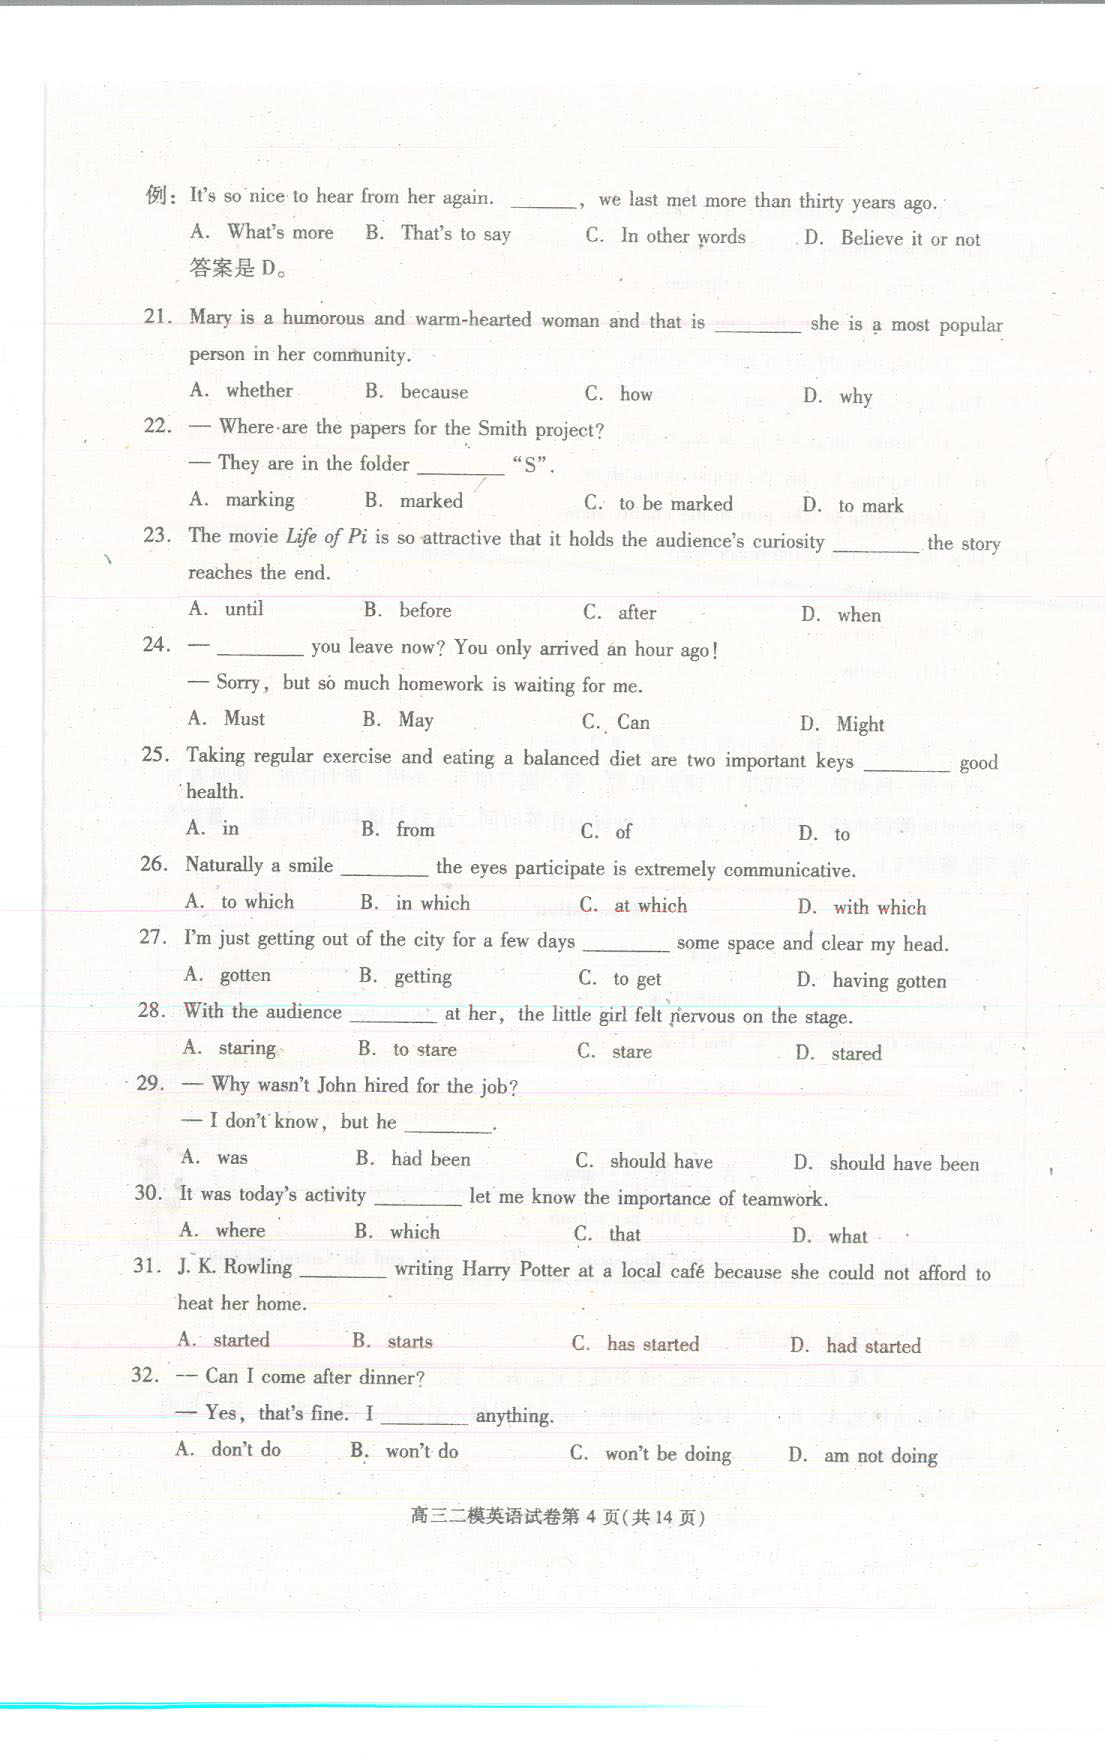 例：It's so nice to hear from her again. ______, we last met more than thirty years ago.
A. What's more B. That's to say C. In other words D. Believe it or not
答案是 D。
21. Mary is a humorous and warm-hearted woman and that is ________ she is a most popular
person in her community.
A. whether B. because C. how D. why
22. — Where are the papers for the Smith project?
— They are in the folder ________ “S”.
A. marking B. marked C. to be marked D. to mark
23. The movie Life of Pi is so attractive that it holds the audience's curiosity ________ the story
reaches the end.
A. until B. before C. after D. when
24. — ________ you leave now? You only arrived an hour ago!
— Sorry, but so much homework is waiting for me.
A. Must B. May C. Can D. Might
25. Taking regular exercise and eating a balanced diet are two important keys ________ good
health.
A. in B. from C. of D. to
26. Naturally a smile ________ the eyes participate is extremely communicative.
A. to which B. in which C. at which D. with which
27. I'm just getting out of the city for a few days ________ some space and clear my head.
A. gotten B. getting C. to get D. having gotten
28. With the audience ________ at her, the little girl felt nervous on the stage.
A. staring B. to stare C. stare D. stared
29. — Why wasn't John hired for the job?
— I don't know, but he ________.
A. was B. had been C. should have D. should have been
30. It was today's activity ________ let me know the importance of teamwork.
A. where B. which C. that D. what
31. J. K. Rowling ________ writing Harry Potter at a local café because she could not afford to
heat her home.
A. started B. starts C. has started D. had started
32. — Can I come after dinner?
— Yes, that's fine. I ________ anything.
A. don't do B. won't do C. won't be doing D. am not doing
高三二模英语试卷第 4 页(共 14 页)